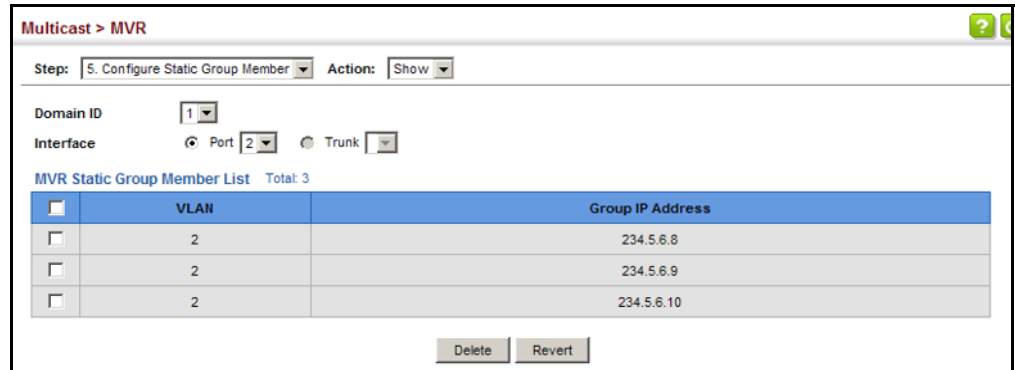 Multicast > MVR
?
Step: 5. Configure Static Group Member Action: Show
Domain ID 1
Interface Port 2 Trunk
MVR Static Group Member List Total: 3
VLAN Group IP Address
2 234.5.6.8
2 234.5.6.9
2 234.5.6.10
Delete Revert